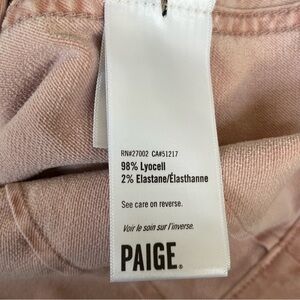 RN#27002 CA#51217
98% Lyocell
2% Elastane/Élasthanne
See care on reverse.
Voir le soin sur l'inverse.
PAIGE®